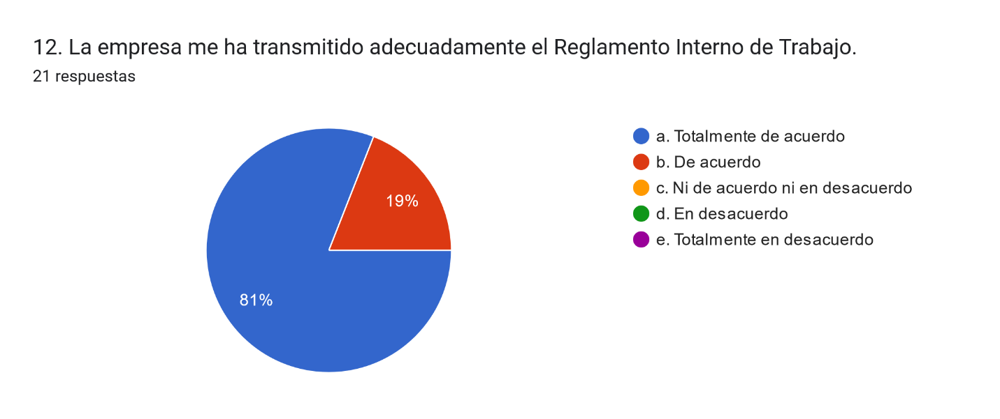 12. La empresa me ha transmitido adecuadamente el Reglamento Interno de Trabajo.
21 respuestas
a. Totalmente de acuerdo
b. De acuerdo
c. Ni de acuerdo ni en desacuerdo
d. En desacuerdo
e. Totalmente en desacuerdo
19%
81%